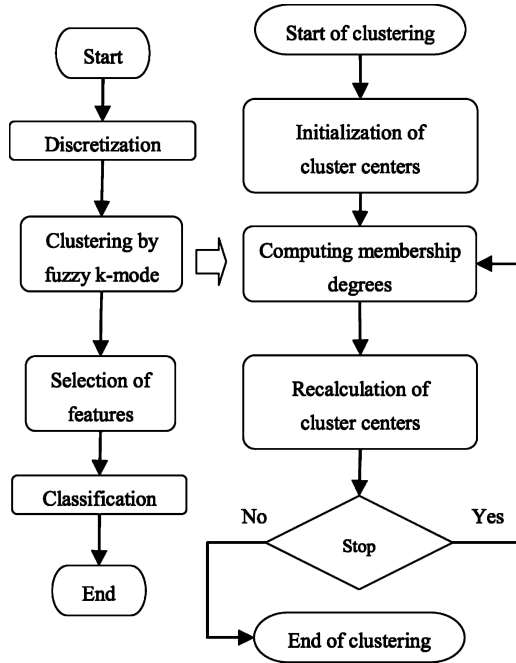 Start
Discretization
Clustering by
fuzzy k-mode
Selection of
features
Classification
End
Start of clustering
Initialization of
cluster centers
Computing membership
degrees
Recalculation of
cluster centers
No
Yes
Stop
End of clustering